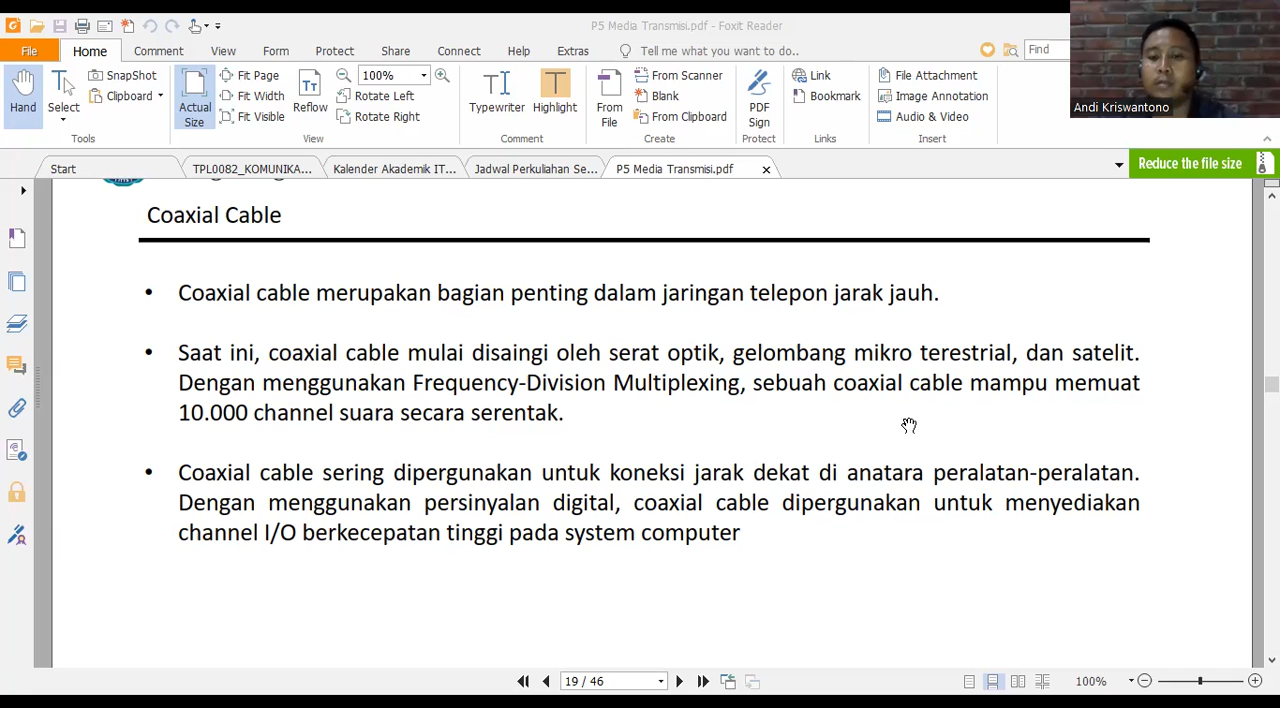 P5 Media Transmisi.pdf - Foxit Reader
File Home Comment View Form Protect Share Connect Help Extras Tell me what you want to do.. Find
Hand
Select
SnapShot
Clipboard
Actual Size
Fit Page
Fit Width
Fit Visible
Reflow
100%
Rotate Left
Rotate Right
Typewriter
Highlight
From File
From Scanner
Blank
From Clipboard
PDF Sign
Link
Bookmark
File Attachment
Image Annotation
Audio & Video
Tools View Comment Create Protect Links Insert
Andi Kriswantono
Start TPL0082_KOMUNIKA... Kalender Akademik IT... Jadwal Perkuliahan Se... P5 Media Transmisi.pdf Reduce the file size
Coaxial Cable
• Coaxial cable merupakan bagian penting dalam jaringan telepon jarak jauh.
• Saat ini, coaxial cable mulai disaingi oleh serat optik, gelombang mikro terestrial, dan satelit.
Dengan menggunakan Frequency-Division Multiplexing, sebuah coaxial cable mampu memuat
10.000 channel suara secara serentak.
• Coaxial cable sering dipergunakan untuk koneksi jarak dekat di anatara peralatan-peralatan.
Dengan menggunakan persinyalan digital, coaxial cable dipergunakan untuk menyediakan
channel I/O berkecepatan tinggi pada system computer
19 / 46
100%